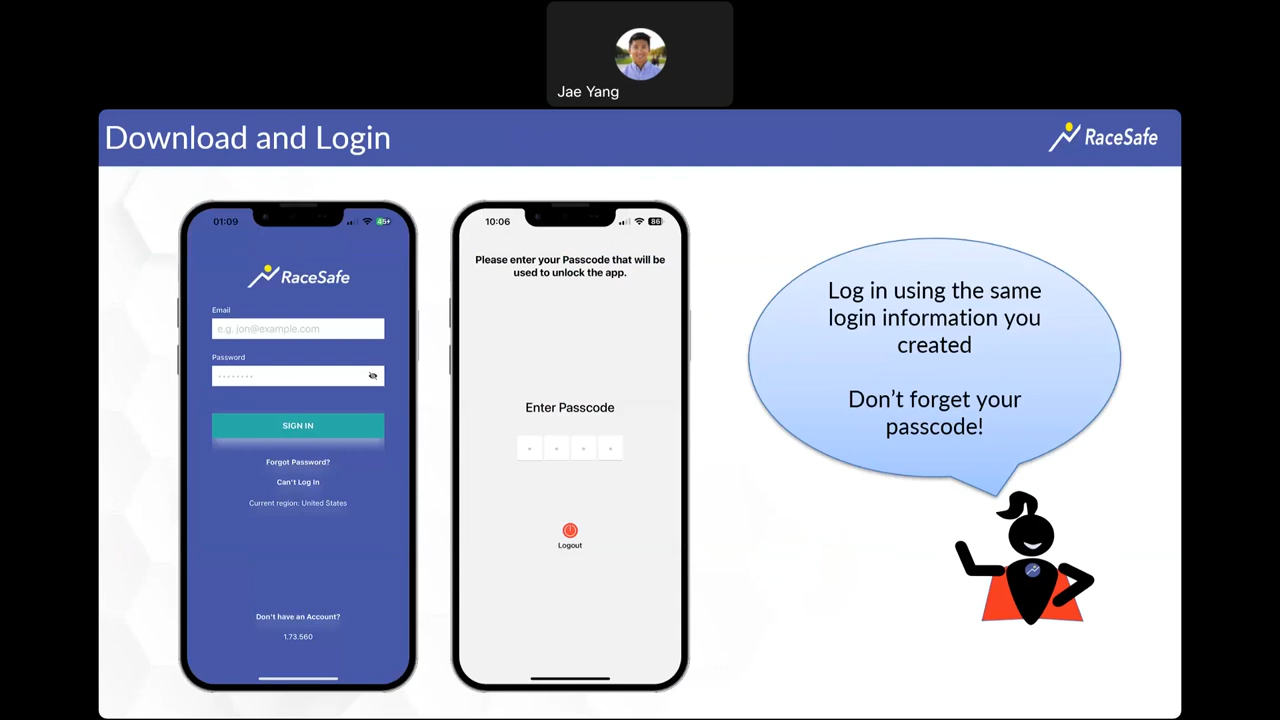 Jae Yang
Download and Login
RaceSafe
01:09
45
RaceSafe
Email
e.g. jon@example.com
Password
SIGN IN
Forgot Password?
Can't Log In
Current region: United States
Don't have an Account?
1.73.560
10:06
86
Please enter your Passcode that will be
used to unlock the app.
Enter Passcode
Logout
Log in using the same
login information you
created
Don't forget your
passcode!